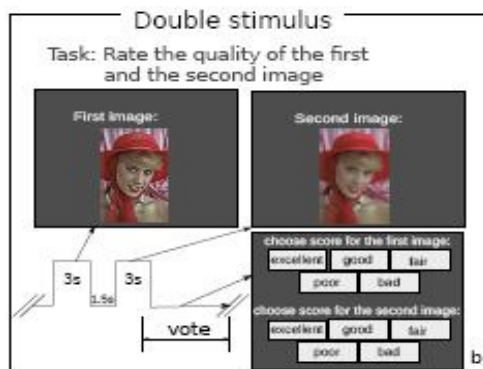 Double stimulus
Task: Rate the quality of the first
and the second image
First image:
Second image:
3s
1.5s
3s
vote
choose score for the first image:
excellent good fair
poor bad
choose score for the second image:
excellent good fair
poor bad
b